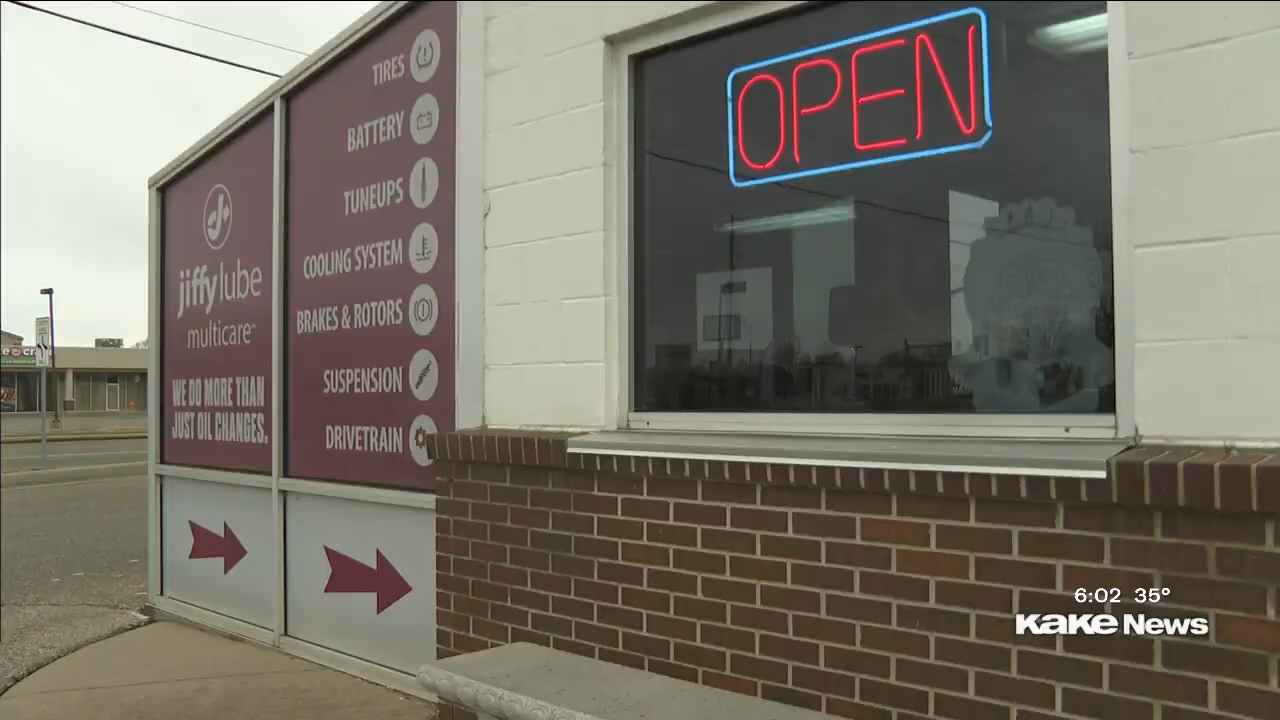 jiffy lube
multicare℠
WE DO MORE THAN
JUST OIL CHANGES.
TIRES
BATTERY
TUNEUPS
COOLING SYSTEM
BRAKES & ROTORS
SUSPENSION
DRIVETRAIN
OPEN
6:02 35°
KAKE News